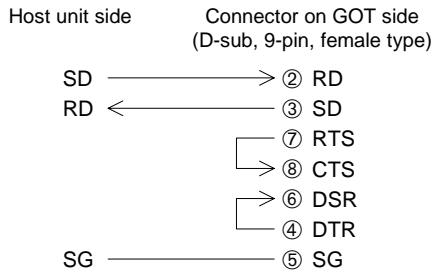 Host unit side Connector on GOT side
(D-sub, 9-pin, female type)
SD ② RD
RD ③ SD
⑦ RTS
⑧ CTS
⑥ DSR
④ DTR
SG ⑤ SG